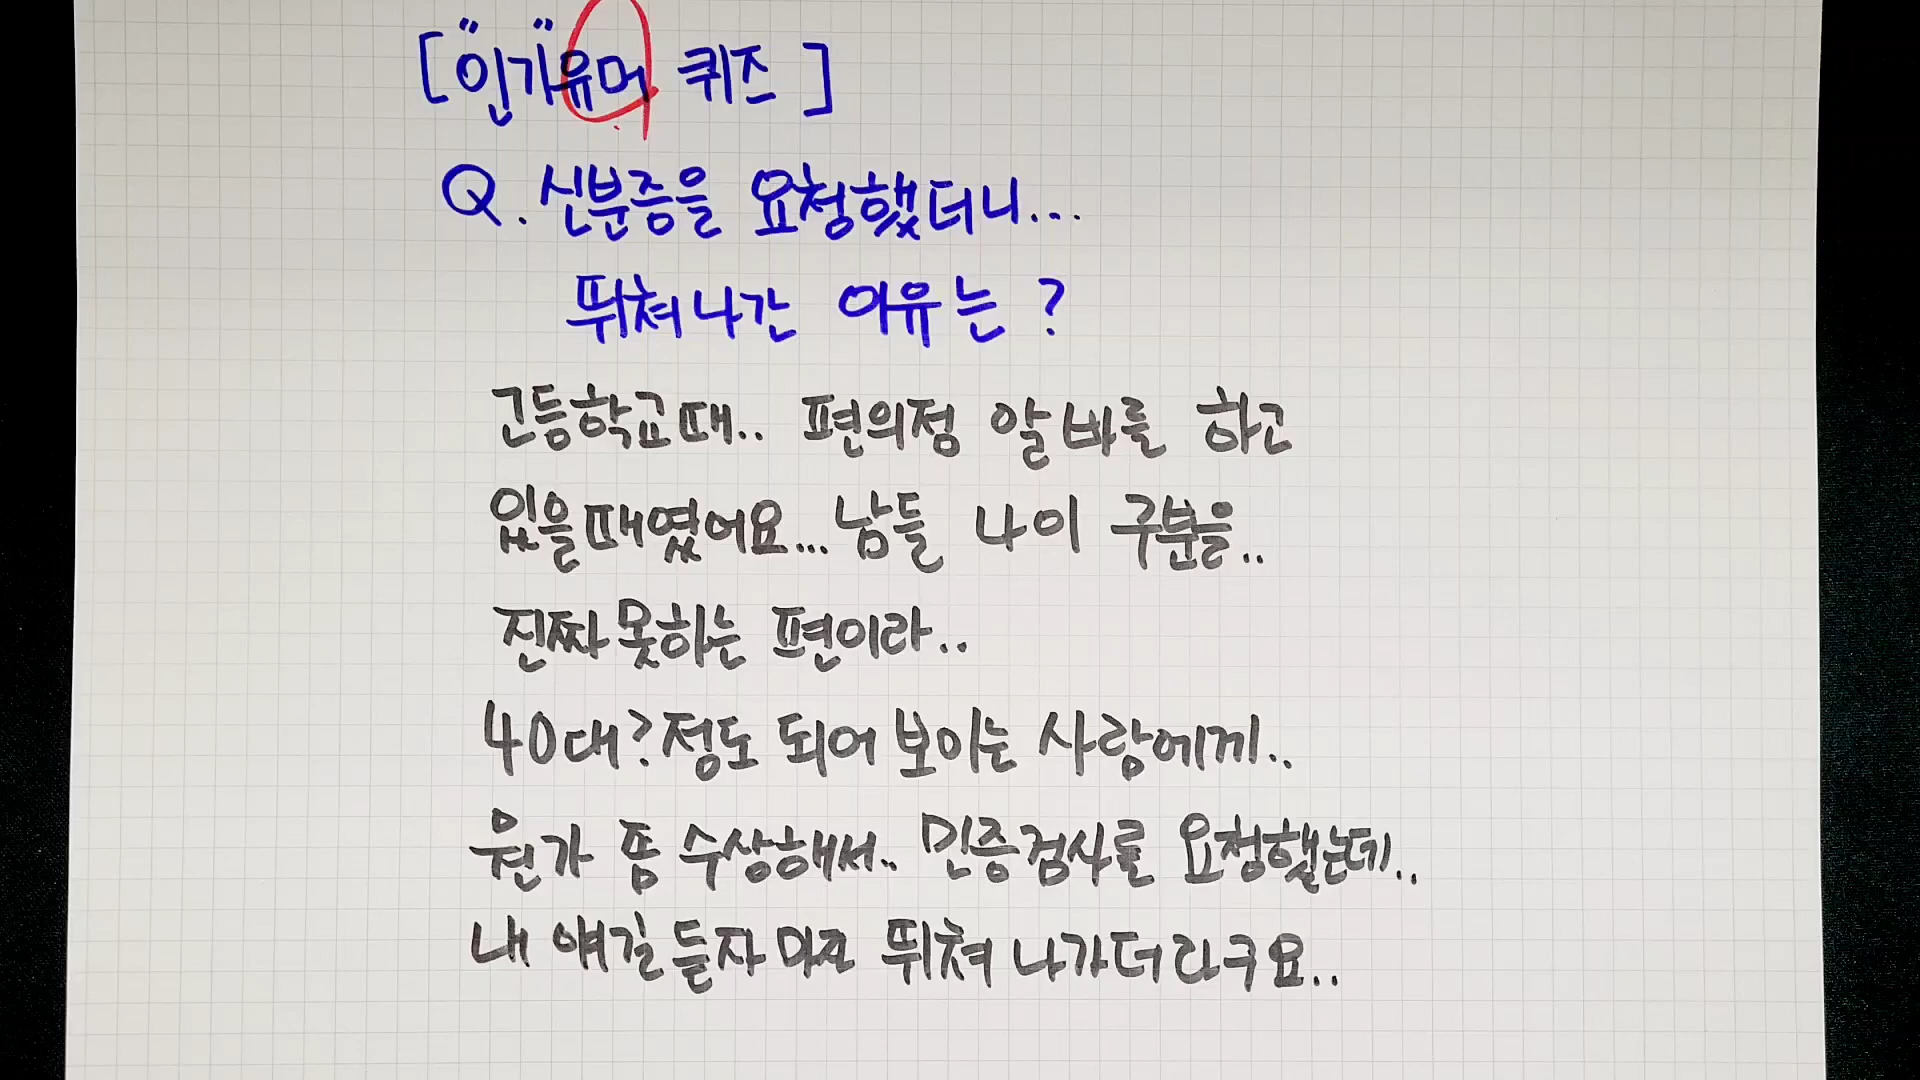 ["인기"유머 퀴즈]
Q. 신분증을 요청했더니...
뛰쳐나간 이유는?
고등학교때.. 편의점 알바를 하고
있을때였어요... 남들 나이 구분을..
진짜 못하는 편이라..
40대?정도 되어 보이는 사람에게..
뭔가 쫌 수상해서.. 민증검사를 요청했는데..
내 얘길 듣자마자 뛰쳐나가더라구요..